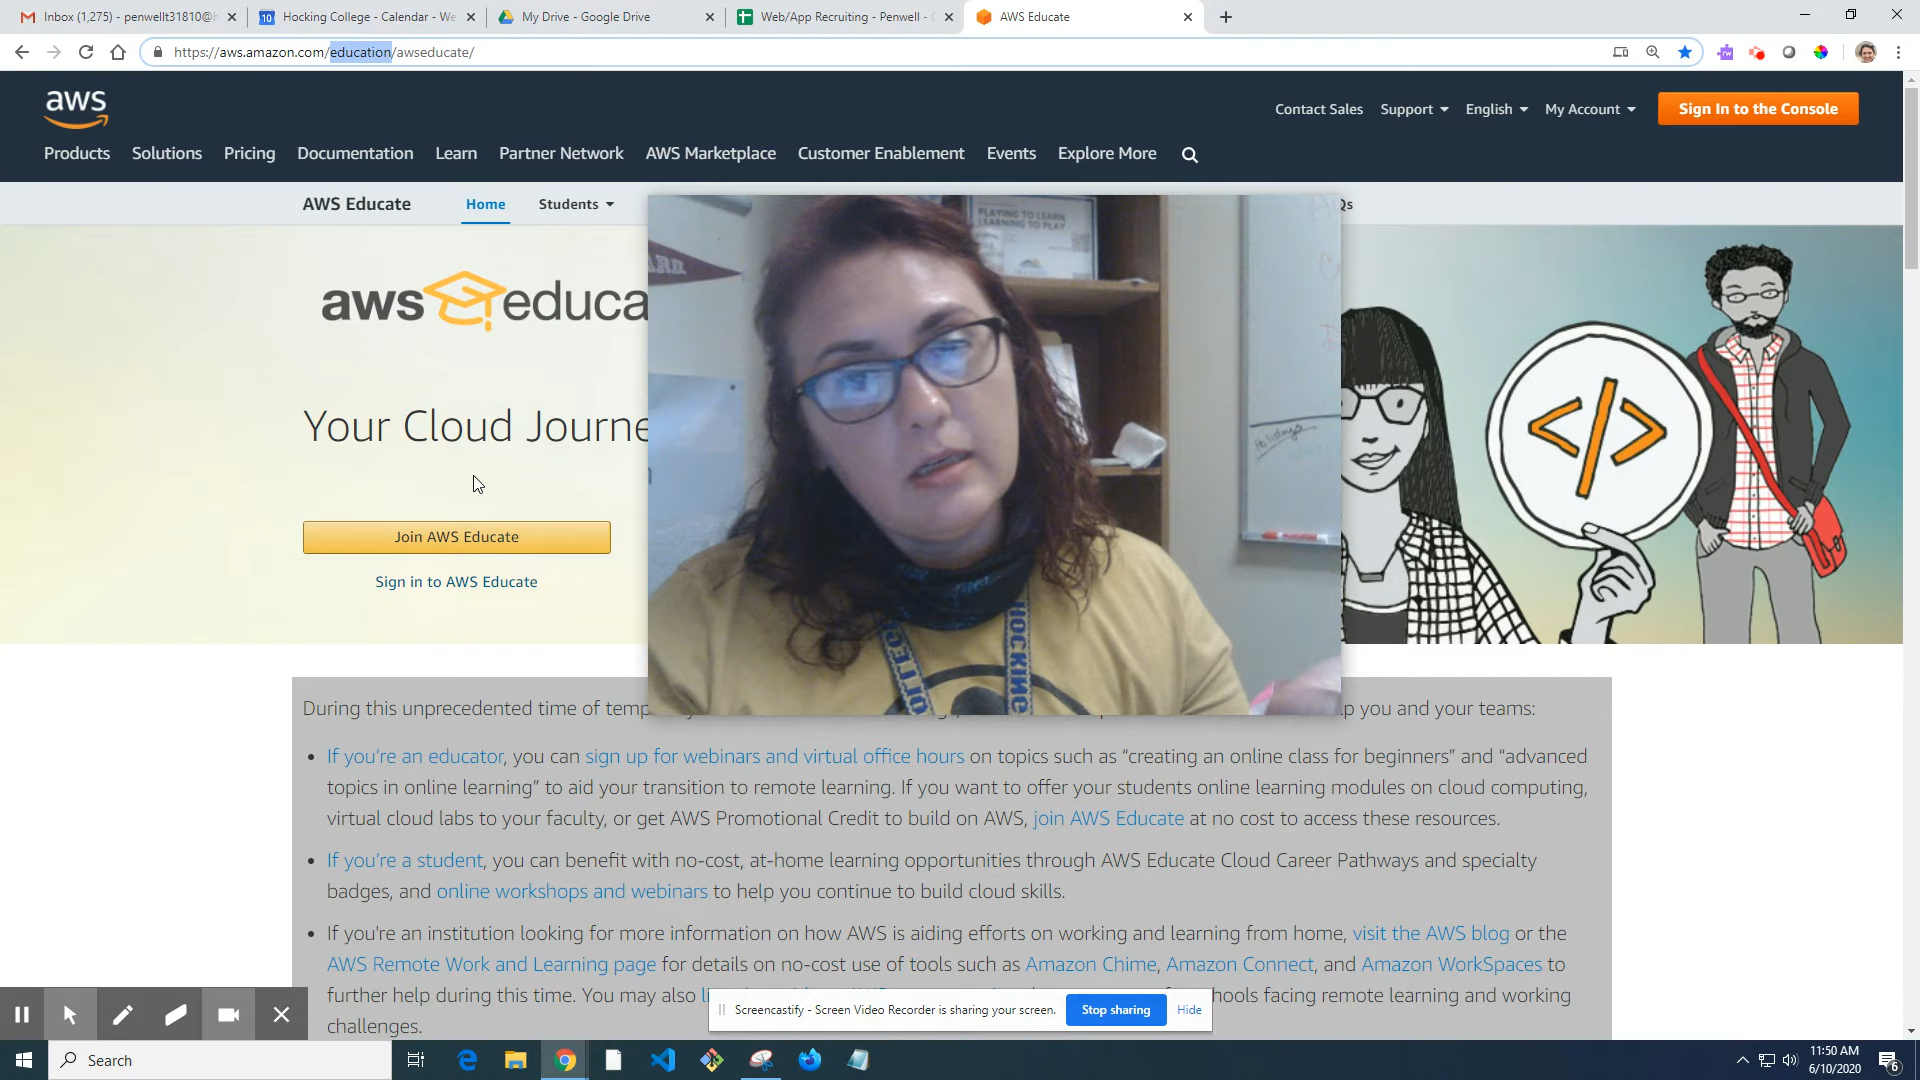 Inbox (1,275) - penwellt31810@h
Hocking College - Calendar - We
My Drive - Google Drive
Web/App Recruiting - Penwell -
AWS Educate
https://aws.amazon.com/education/awseducate/
aws
Contact Sales
Support
English
My Account
Sign In to the Console
Products
Solutions
Pricing
Documentation
Learn
Partner Network
AWS Marketplace
Customer Enablement
Events
Explore More
AWS Educate
Home
Students
Qs
PLAYING TO LEARN
LEARNING TO PLAY
Holidays
HOCKING
aws educa
Your Cloud Journe
</>
Join AWS Educate
Sign in to AWS Educate
During this unprecedented time of temp p you and your teams:
• If you’re an educator, you can sign up for webinars and virtual office hours on topics such as “creating an online class for beginners” and “advanced
topics in online learning” to aid your transition to remote learning. If you want to offer your students online learning modules on cloud computing,
virtual cloud labs to your faculty, or get AWS Promotional Credit to build on AWS, join AWS Educate at no cost to access these resources.
• If you’re a student, you can benefit with no-cost, at-home learning opportunities through AWS Educate Cloud Career Pathways and specialty
badges, and online workshops and webinars to help you continue to build cloud skills.
• If you're an institution looking for more information on how AWS is aiding efforts on working and learning from home, visit the AWS blog or the
AWS Remote Work and Learning page for details on no-cost use of tools such as Amazon Chime, Amazon Connect, and Amazon WorkSpaces to
further help during this time. You may also hools facing remote learning and working
challenges.
Screencastify - Screen Video Recorder is sharing your screen.
Stop sharing
Hide
Search
11:50 AM
6/10/2020
6